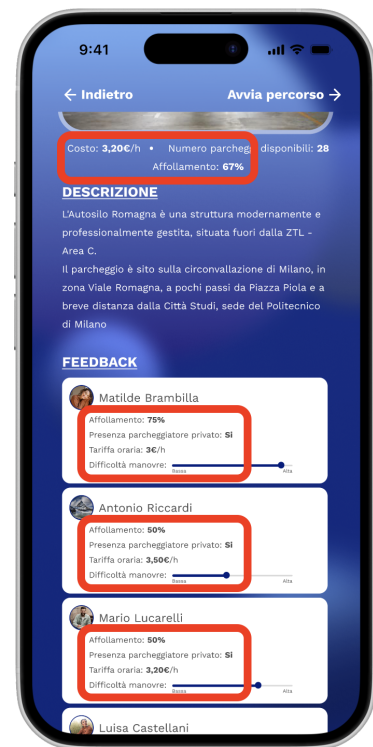 9:41
← Indietro
Avvia percorso →
Costo: 3,20€/h • Numero parcheggi disponibili: 28
Affollamento: 67%
DESCRIZIONE
L'Autosilo Romagna è una struttura modernamente e
professionalmente gestita, situata fuori dalla ZTL -
Area C.
Il parcheggio è sito sulla circonvallazione di Milano, in
zona Viale Romagna, a pochi passi da Piazza Piola e a
breve distanza dalla Città Studi, sede del Politecnico
di Milano
FEEDBACK
Matilde Brambilla
Affollamento: 75%
Presenza parcheggiatore privato: Si
Tariffa oraria: 3€/h
Difficoltà manovre:
Bassa Alta
Antonio Riccardi
Affollamento: 50%
Presenza parcheggiatore privato: Si
Tariffa oraria: 3,50€/h
Difficoltà manovre:
Bassa Alta
Mario Lucarelli
Affollamento: 50%
Presenza parcheggiatore privato: Si
Tariffa oraria: 3,20€/h
Difficoltà manovre:
Bassa Alta
Luisa Castellani